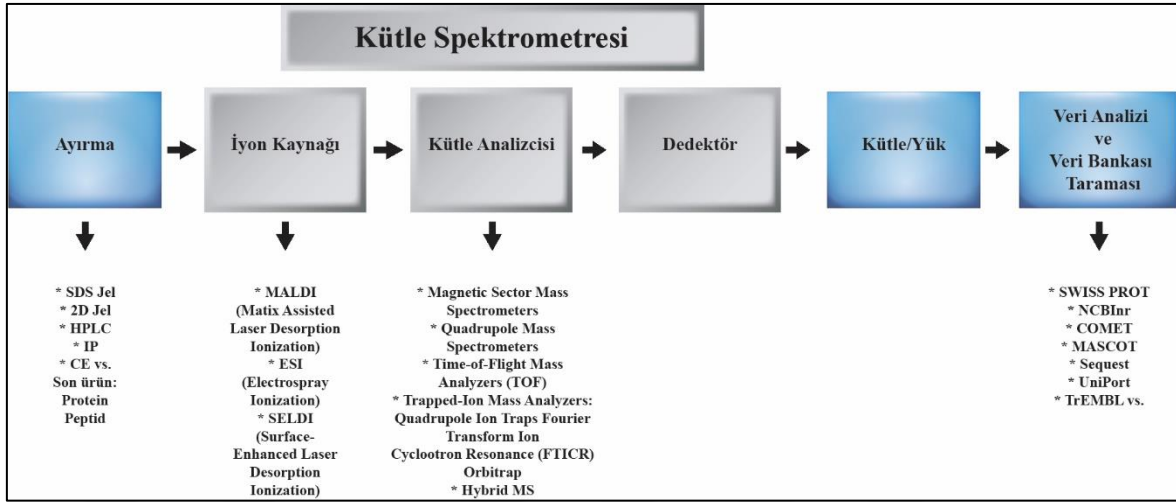 Kütle Spektrometresi
Ayırma
İyon Kaynağı
Kütle Analizcisi
Dedektör
Kütle/Yük
Veri Analizi
ve
Veri Bankası
Taraması
* SDS Jel
* 2D Jel
* HPLC
* IP
* CE vs.
Son ürün:
Protein
Peptid
* MALDI
(Matix Assisted
Laser Desorption
Ionization)
* ESI
(Electrospray
Ionization)
* SELDI
(Surface-
Enhanced Laser
Desorption
Ionization)
* Magnetic Sector Mass
Spectrometers
* Quadrupole Mass
Spectrometers
* Time-of-Flight Mass
Analyzers (TOF)
* Trapped-Ion Mass Analyzers:
Quadrupole Ion Traps Fourier
Transform Ion
Cyclootron Resonance (FTICR)
Orbitrap
* Hybrid MS
* SWISS PROT
* NCBInr
* COMET
* MASCOT
* Sequest
* UniPort
* TrEMBL vs.